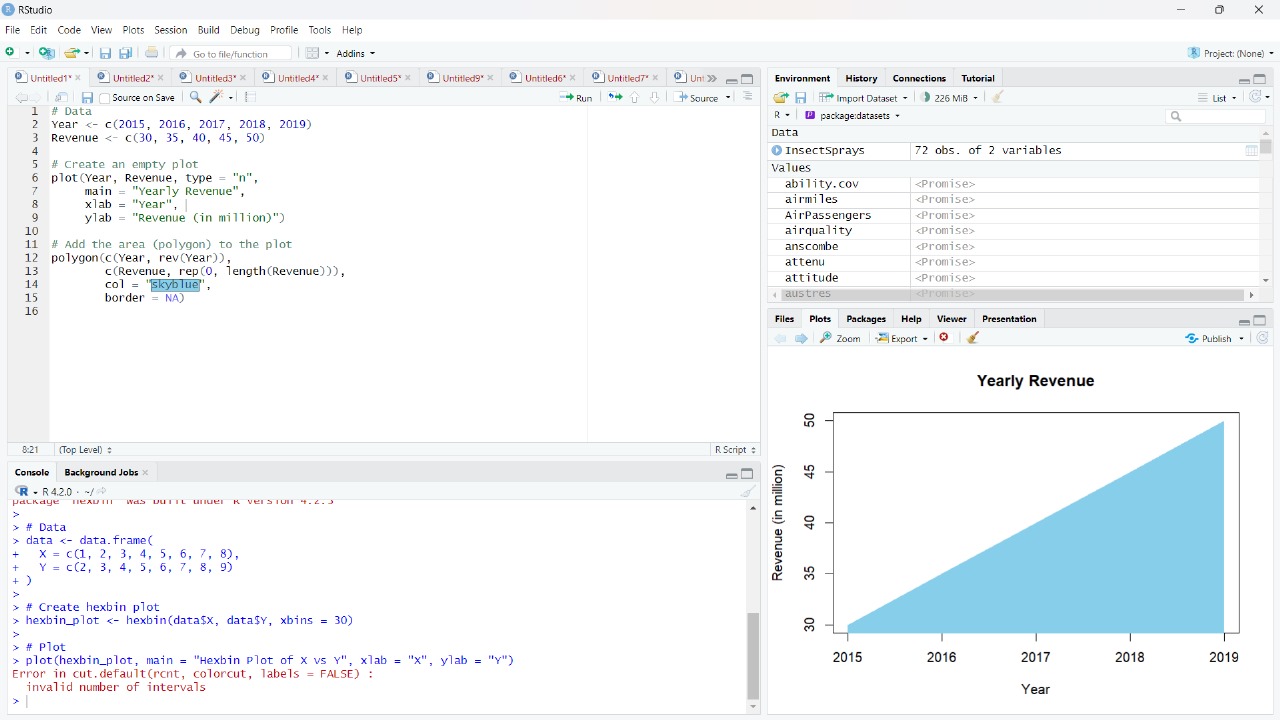 RStudio
File Edit Code View Plots Session Build Debug Profile Tools Help
Go to file/function Addins Project: (None)
Untitled1* Untitled2* Untitled3* Untitled4* Untitled5* Untitled9* Untitled6* Untitled7* Unt
Source on Save Run Source
1 # Data
2 Year <- c(2015, 2016, 2017, 2018, 2019)
3 Revenue <- c(30, 35, 40, 45, 50)
4
5 # Create an empty plot
6 plot(Year, Revenue, type = "n",
7 main = "Yearly Revenue",
8 xlab = "Year",
9 ylab = "Revenue (in million)")
10
11 # Add the area (polygon) to the plot
12 polygon(c(Year, rev(Year)),
13 c(Revenue, rep(0, length(Revenue))),
14 col = "skyblue",
15 border = NA)
16
8:21 (Top Level) R Script
Console Background Jobs
R 4.2.0 · ~/
package 'hexbin' was built under R version 4.2.3
>
> # Data
> data <- data.frame(
+ X = c(1, 2, 3, 4, 5, 6, 7, 8),
+ Y = c(2, 3, 4, 5, 6, 7, 8, 9)
+ )
>
> # Create hexbin plot
> hexbin_plot <- hexbin(data$X, data$Y, xbins = 30)
>
> # Plot
> plot(hexbin_plot, main = "Hexbin Plot of X vs Y", xlab = "X", ylab = "Y")
Error in cut.default(rcnt, colorcut, labels = FALSE) :
invalid number of intervals
>
Environment History Connections Tutorial
Import Dataset 226 MiB List
R package:datasets
Data
InsectSprays 72 obs. of 2 variables
Values
ability.cov <Promise>
airmiles <Promise>
AirPassengers <Promise>
airquality <Promise>
anscombe <Promise>
attenu <Promise>
attitude <Promise>
austres <Promise>
Files Plots Packages Help Viewer Presentation
Zoom Export Publish
Yearly Revenue
Revenue (in million)
50
45
40
35
30
2015 2016 2017 2018 2019
Year